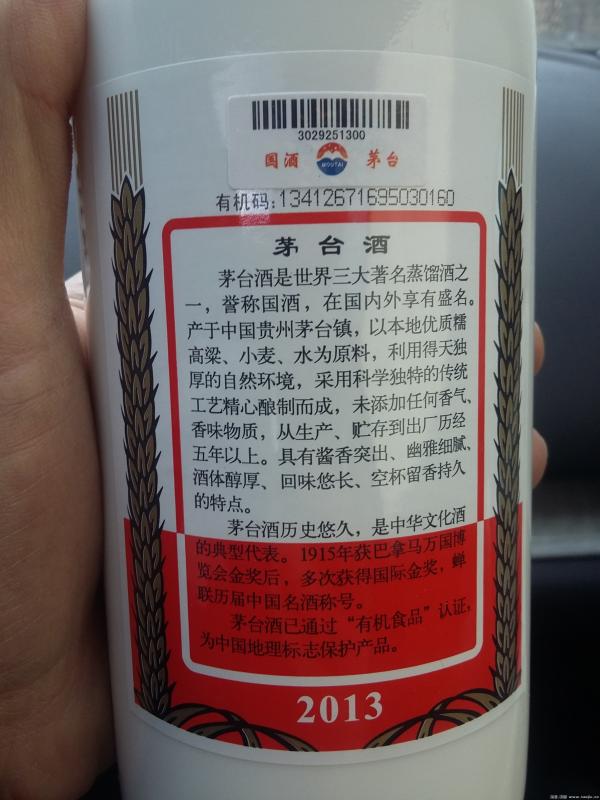 3029251300
国酒 MOUTAI 茅台
有机码:13412671695030160
茅台酒
茅台酒是世界三大著名蒸馏酒之
一，誉称国酒，在国内外享有盛名。
产于中国贵州茅台镇，以本地优质糯
高粱、小麦、水为原料，利用得天独
厚的自然环境，采用科学独特的传统
工艺精心酿制而成，未添加任何香气、
香味物质，从生产、贮存到出厂历经
五年以上。具有酱香突出、幽雅细腻、
酒体醇厚、回味悠长、空杯留香持久
的特点。
茅台酒历史悠久，是中华文化酒
的典型代表。1915年获巴拿马万国博
览会金奖后，多次获得国际金奖，蝉
联历届中国名酒称号。
茅台酒已通过“有机食品”认证，
为中国地理标志保护产品。
2013